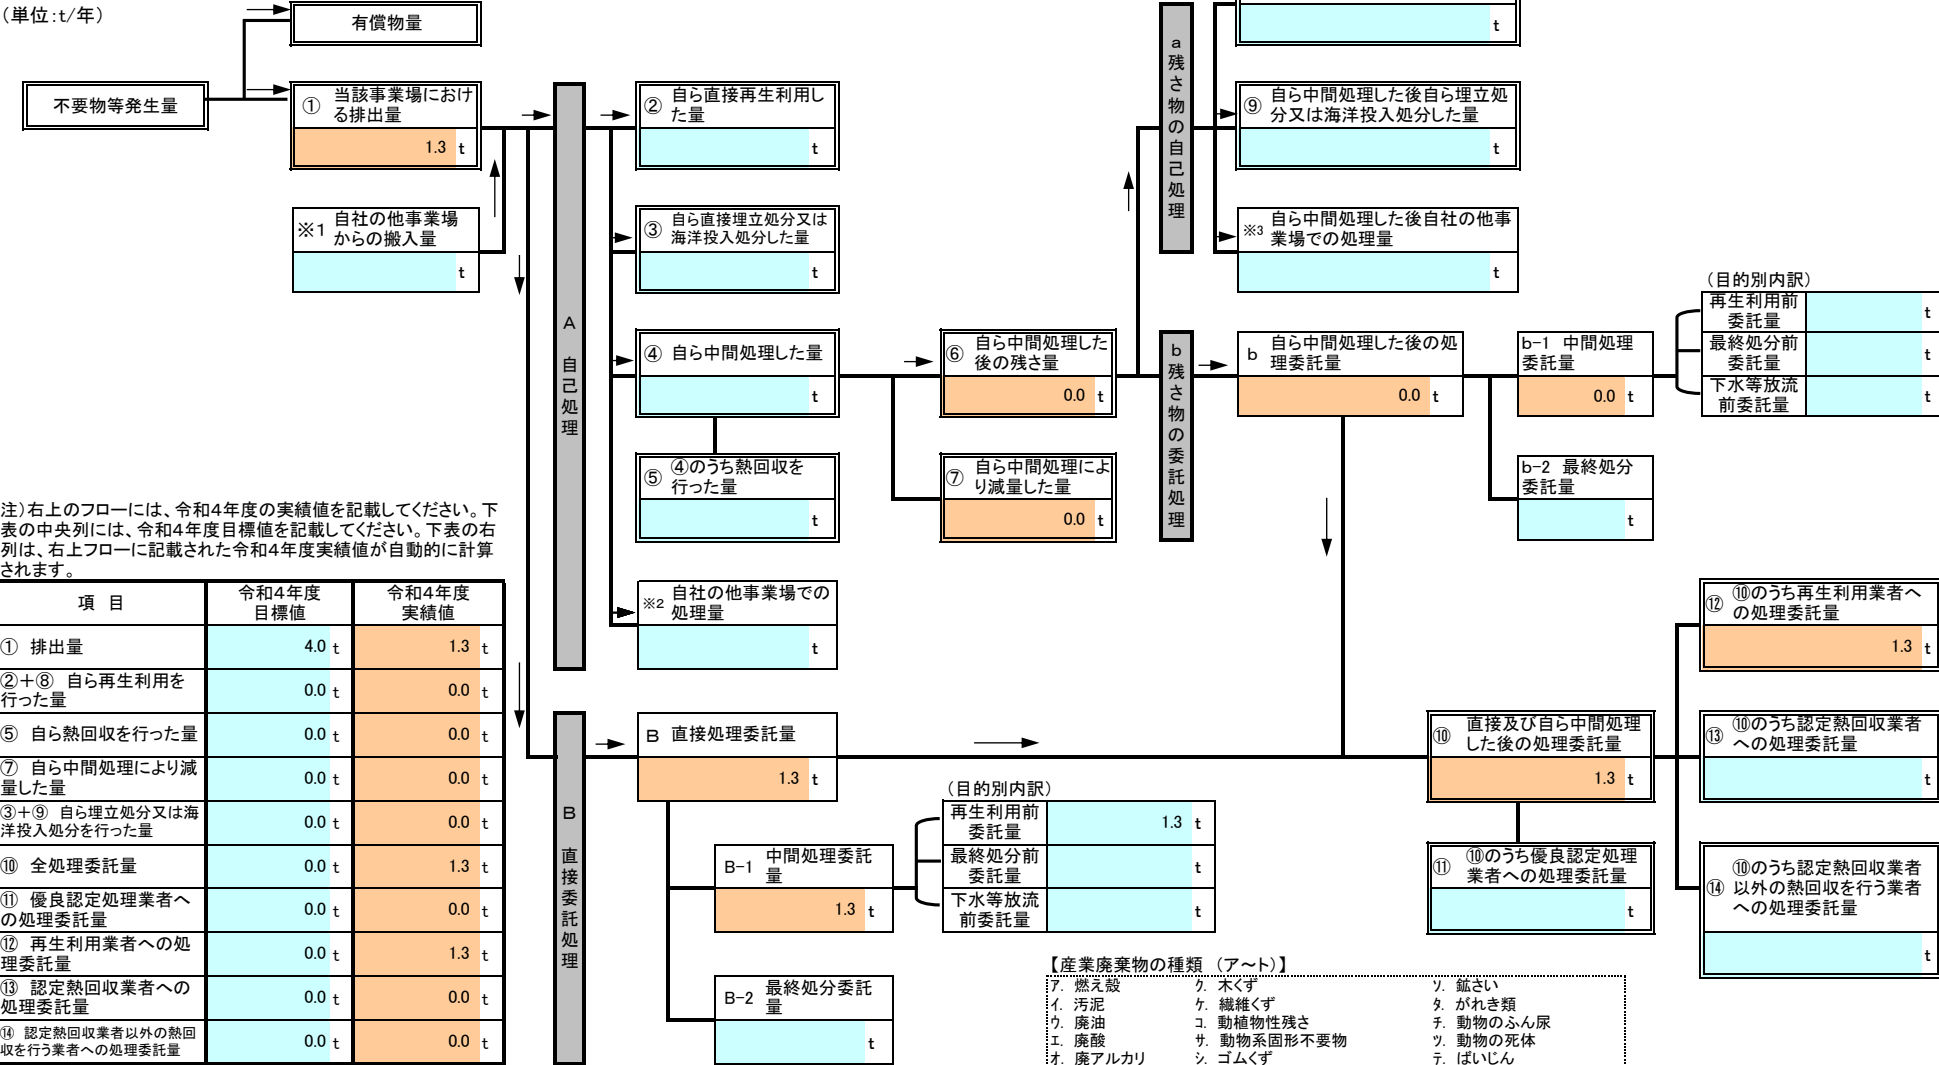 （単位：t/年）
有償物量
不要物等発生量
① 当該事業場におけ
る排出量
1.3 t
※1 自社の他事業場
からの搬入量
t
A 自己処理
② 自ら直接再生利用し
た量
t
③ 自ら直接埋立処分又は
海洋投入処分した量
t
④ 自ら中間処理した量
t
⑤ ④のうち熱回収を
行った量
t
※2 自社の他事業場での
処理量
t
⑥ 自ら中間処理した
後の残さ量
0.0 t
⑦ 自ら中間処理によ
り減量した量
0.0 t
a残さ物の自己処理
t
⑨ 自ら中間処理した後自ら埋立処
分又は海洋投入処分した量
t
※3 自ら中間処理した後自社の他事
業場での処理量
t
b残さ物の委託処理
b 自ら中間処理した後の処
理委託量
0.0 t
b-1 中間処理
委託量
0.0 t
b-2 最終処分
委託量
t
（目的別内訳）
再生利用前
委託量
t
最終処分前
委託量
t
下水等放流
前委託量
t
注）右上のフローには、令和4年度の実績値を記載してください。下
表の中央列には、令和4年度目標値を記載してください。下表の右
列は、右上フローに記載された令和4年度実績値が自動的に計算
されます。
項 目 令和4年度
目標値 令和4年度
実績値
① 排出量 4.0 t 1.3 t
②＋⑧ 自ら再生利用を
行った量 0.0 t 0.0 t
⑤ 自ら熱回収を行った量 0.0 t 0.0 t
⑦ 自ら中間処理により減
量した量 0.0 t 0.0 t
③＋⑨ 自ら埋立処分又は海
洋投入処分を行った量 0.0 t 0.0 t
⑩ 全処理委託量 0.0 t 1.3 t
⑪ 優良認定処理業者へ
の処理委託量 0.0 t 0.0 t
⑫ 再生利用業者への処
理委託量 0.0 t 1.3 t
⑬ 認定熱回収業者への
処理委託量 0.0 t 0.0 t
⑭ 認定熱回収業者以外の熱回
収を行う業者への処理委託量 0.0 t 0.0 t
B 直接委託処理
B 直接処理委託量
1.3 t
B-1 中間処理委託
量
1.3 t
B-2 最終処分委託
量
t
（目的別内訳）
再生利用前
委託量
1.3 t
最終処分前
委託量
t
下水等放流
前委託量
t
⑩ 直接及び自ら中間処理
した後の処理委託量
1.3 t
⑪ ⑩のうち優良認定処理
業者への処理委託量
t
⑫ ⑩のうち再生利用業者へ
の処理委託量
1.3 t
⑬ ⑩のうち認定熱回収業者
への処理委託量
t
⑭ ⑩のうち認定熱回収業者
以外の熱回収を行う業者
への処理委託量
t
【産業廃棄物の種類 （ア～ト）】
ア. 燃え殻 ク. 木くず ソ. 鉱さい
イ. 汚泥 ケ. 繊維くず タ. がれき類
ウ. 廃油 コ. 動植物性残さ チ. 動物のふん尿
エ. 廃酸 サ. 動物系固形不要物 ツ. 動物の死体
オ. 廃アルカリ シ. ゴムくず テ. ばいじん